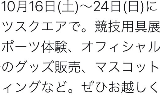 10月16日(土)～24日(日)に
ツスクエアで。競技用具展
ポーツ体験、オフィシャル
のグッズ販売、マスコット
ィングなど。ぜひお越しく